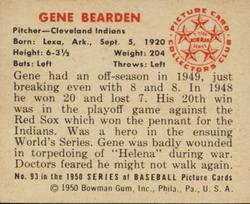 GENE BEARDEN
Pitcher—Cleveland Indians
Born: Lexa, Ark., Sept. 5, 1920
Height: 6-3½ Weight: 204
Bats: Left Throws: Left
PICTURE CARD
COLLECTORS CLUB
BOWMAN
Gene had an off-season in 1949, just
breaking even with 8 and 8. In 1948
he won 20 and lost 7. His 20th win
was in the playoff game against the
Red Sox which won the pennant for the
Indians. Was a hero in the ensuing
World's Series. Gene was badly wounded
in torpedoing of "Helena" during war.
Doctors feared he might not walk again.
No. 93 in the 1950 SERIES of BASEBALL Picture Cards
© 1950 Bowman Gum, Inc., Phila., Pa., U. S. A.